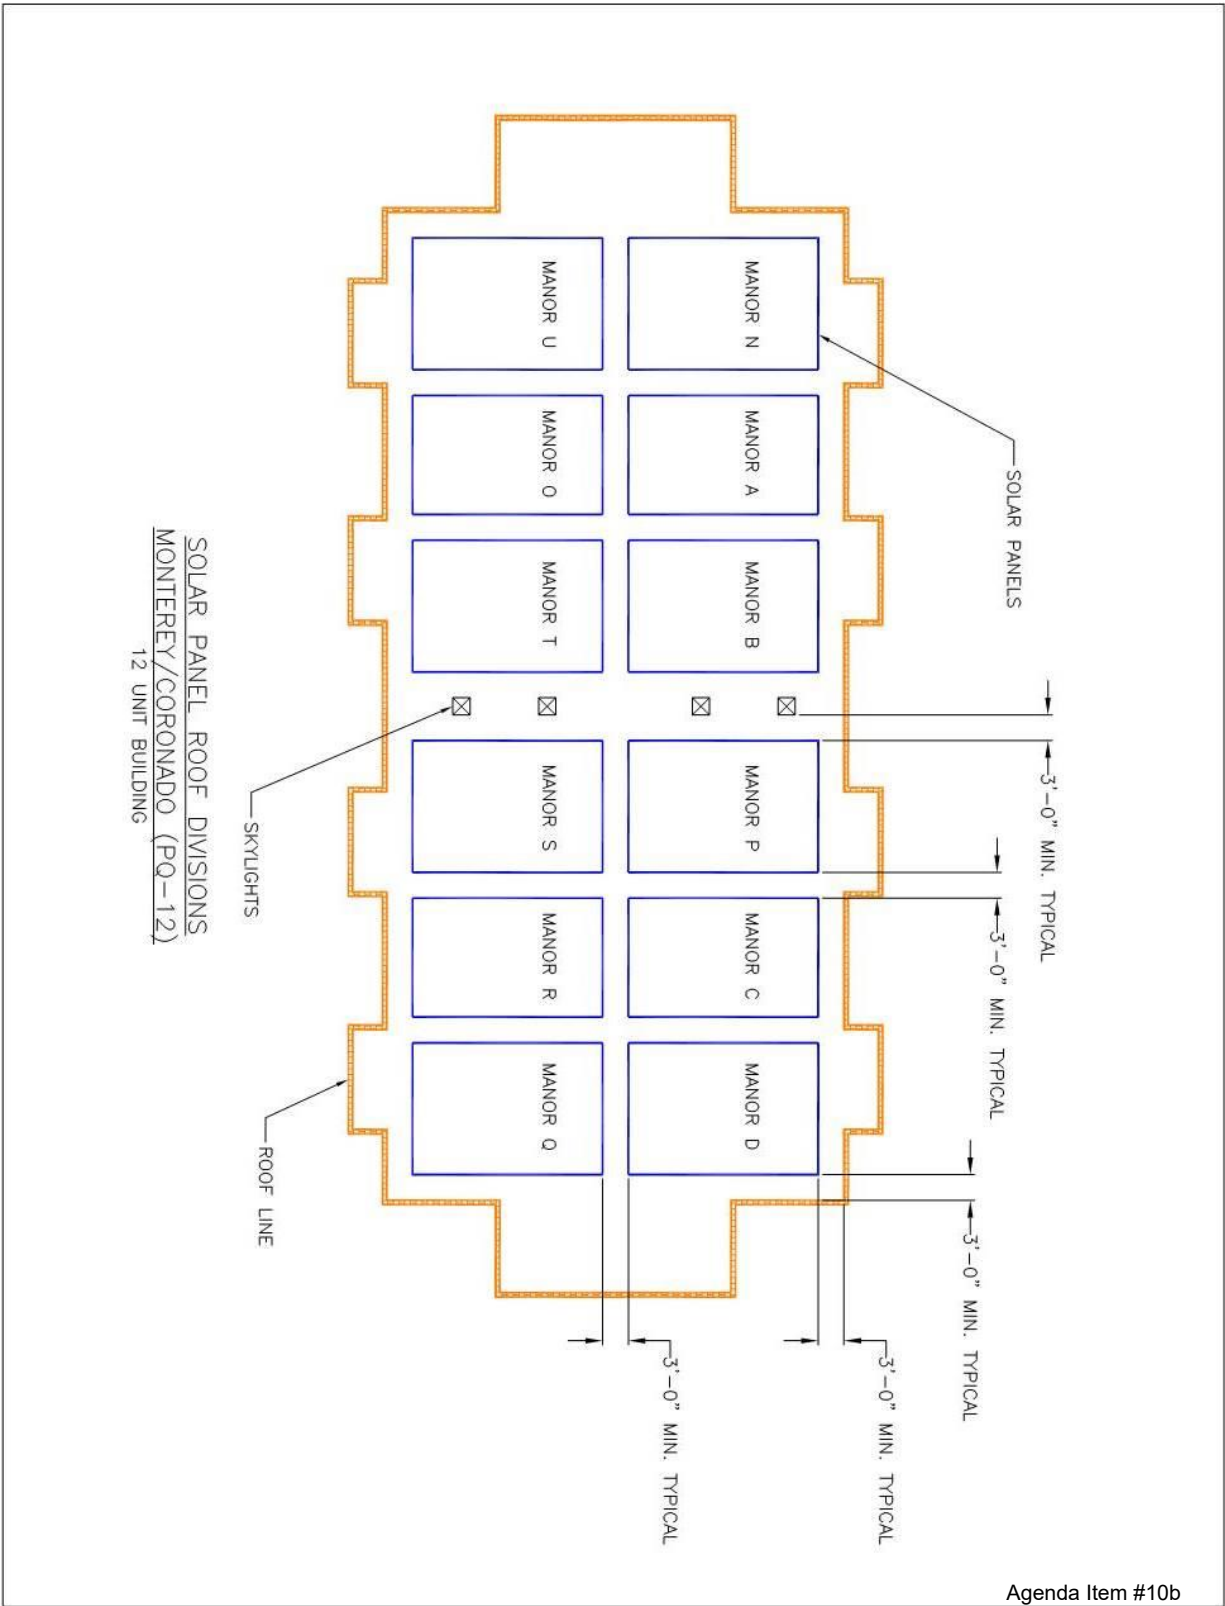 3'-0" MIN. TYPICAL
SOLAR PANELS
3'-0" MIN. TYPICAL
3'-0" MIN. TYPICAL
3'-0" MIN. TYPICAL
MANOR N
MANOR A
MANOR B
MANOR P
MANOR C
MANOR D
3'-0" MIN. TYPICAL
MANOR U
MANOR O
MANOR T
MANOR S
MANOR R
MANOR Q
ROOF LINE
SKYLIGHTS
SOLAR PANEL ROOF DIVISIONS
MONTEREY/CORONADO (PQ-12)
12 UNIT BUILDING
Agenda Item #10b